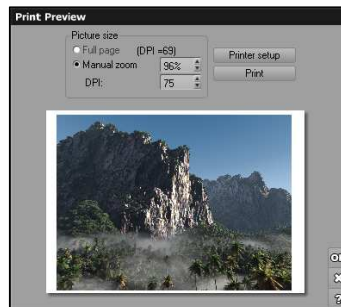 Print Preview
Picture size
Full page (DPI =69)
Manual zoom 96%
DPI: 75
Printer setup
Print
?